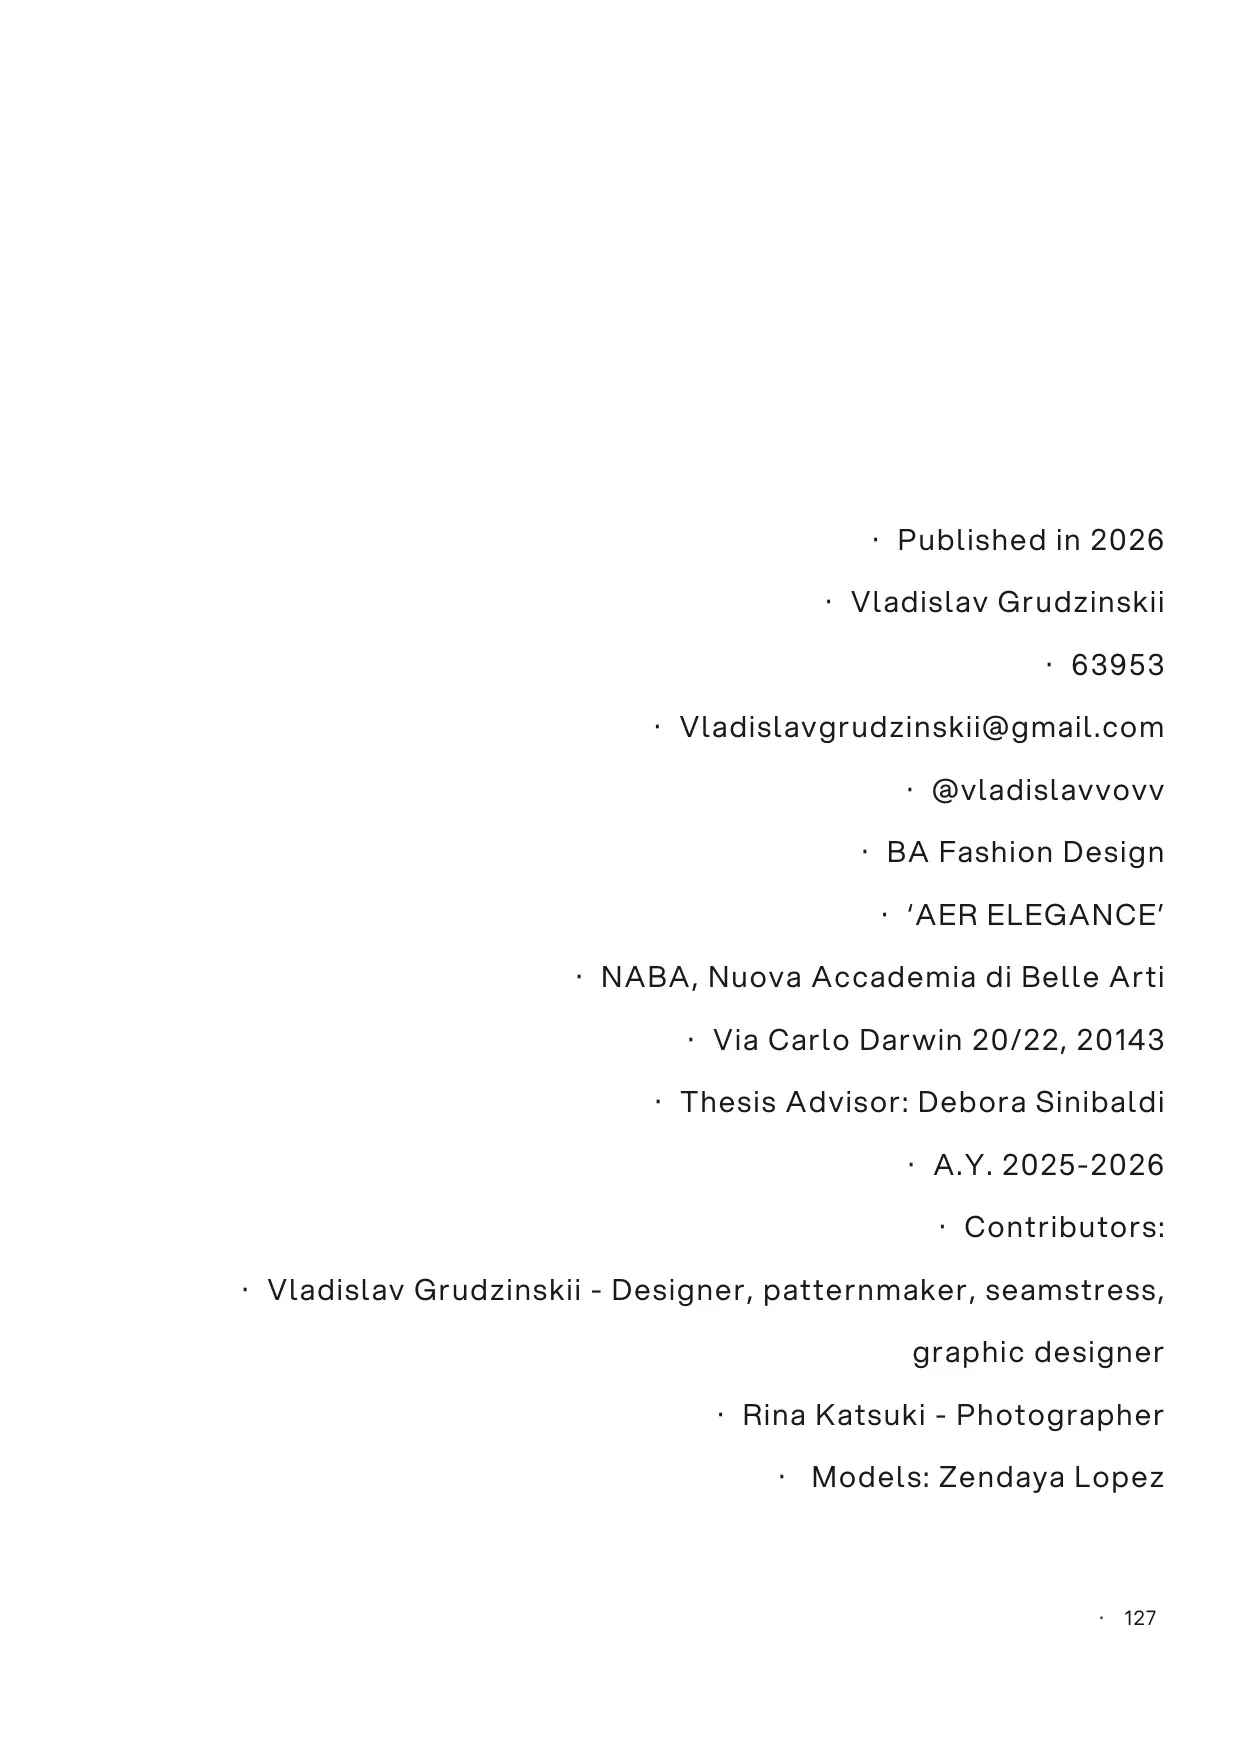 · Published in 2026
· Vladislav Grudzinskii
· 63953
· Vladislavgrudzinskii@gmail.com
· @vladislavvovv
· BA Fashion Design
· ‘AER ELEGANCE’
· NABA, Nuova Accademia di Belle Arti
· Via Carlo Darwin 20/22, 20143
· Thesis Advisor: Debora Sinibaldi
· A.Y. 2025-2026
· Contributors:
· Vladislav Grudzinskii - Designer, patternmaker, seamstress,
graphic designer
· Rina Katsuki - Photographer
· Models: Zendaya Lopez
· 127